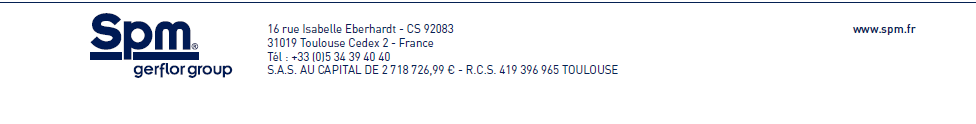 Spm®
gerflor group
16 rue Isabelle Eberhardt - CS 92083
31019 Toulouse Cedex 2 - France
Tél : +33 (0)5 34 39 40 40
S.A.S. AU CAPITAL DE 2 718 726,99 € - R.C.S. 419 396 965 TOULOUSE
www.spm.fr